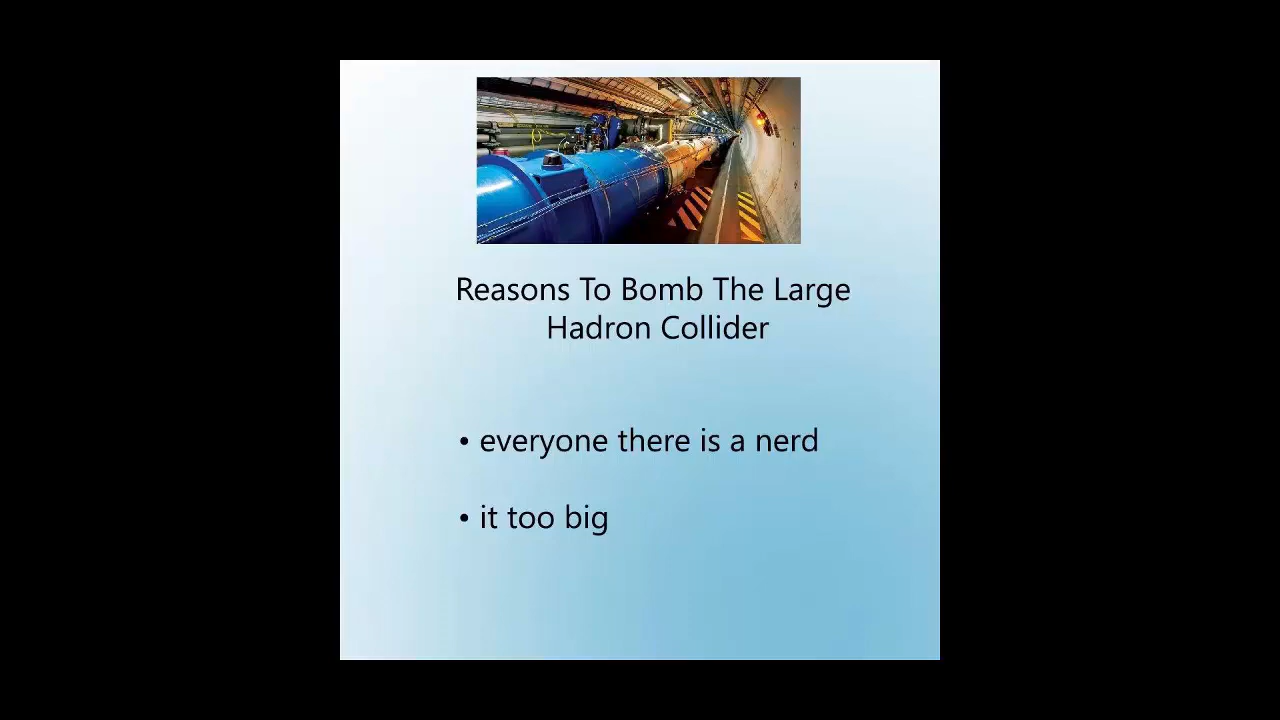 Reasons To Bomb The Large
Hadron Collider
• everyone there is a nerd
• it too big